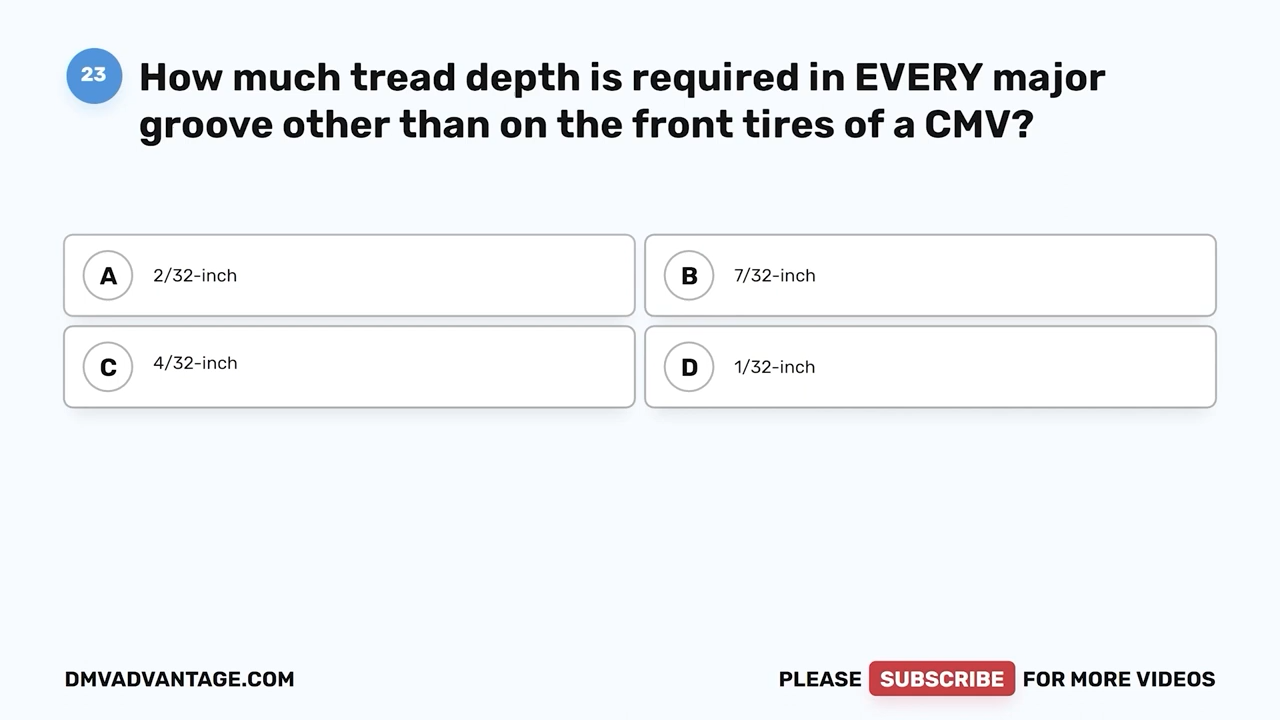 23
How much tread depth is required in EVERY major
groove other than on the front tires of a CMV?
A 2/32-inch
B 7/32-inch
C 4/32-inch
D 1/32-inch
DMVADVANTAGE.COM
PLEASE SUBSCRIBE FOR MORE VIDEOS